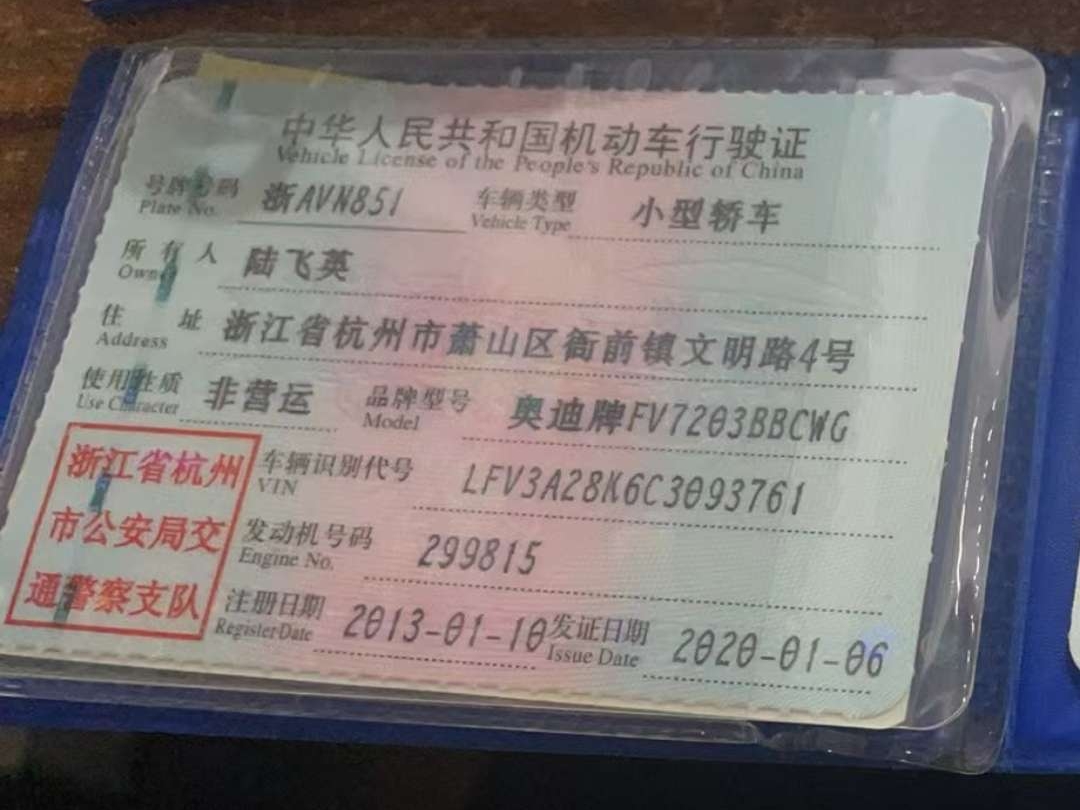 中华人民共和国机动车行驶证
Vehicle License of the People's Republic of China
号牌号码 浙AVN851 车辆类型 小型轿车
Plate No. Vehicle Type
所有人 陆飞英
Owner
住址 浙江省杭州市萧山区衙前镇文明路4号
Address
使用性质 非营运 品牌型号 奥迪牌FV7203BBCWG
Use Character Model
浙江省杭州
市公安局交
通警察支队
车辆识别代号 LFV3A28K6C3093761
VIN
发动机号码 299815
Engine No.
注册日期 2013-01-10 发证日期 2020-01-06
Register Date Issue Date